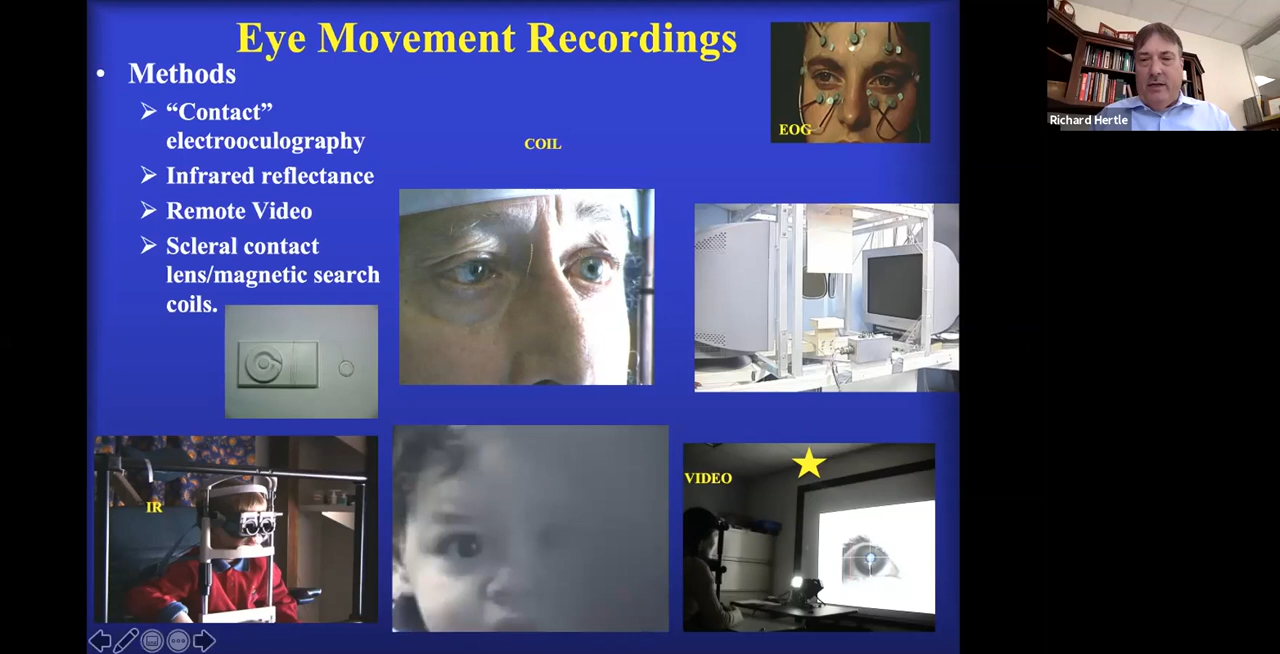 Eye Movement Recordings
• Methods
➢ “Contact”
electrooculography
➢ Infrared reflectance
➢ Remote Video
➢ Scleral contact
lens/magnetic search
coils.
EOG
COIL
IR
VIDEO
Richard Hertle